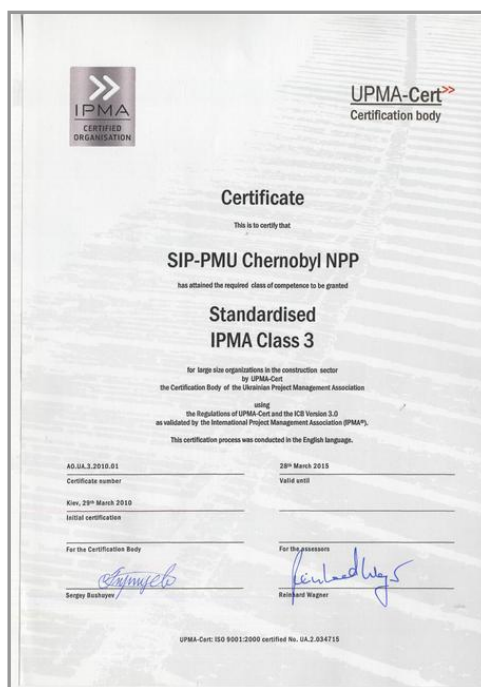 IPMA
CERTIFIED
ORGANISATION
UPMA-Cert>>
Certification body
Certificate
This is to certify that
SIP-PMU Chernobyl NPP
has attained the required class of competence to be granted
Standardised
IPMA Class 3
for large size organizations in the construction sector
by UPMA-Cert
the Certification Body of the Ukrainian Project Management Association
using
the Regulations of UPMA-Cert and the ICB Version 3.0
as validated by the International Project Management Association (IPMA®).
This certification process was conducted in the English language.
AO.UA.3.2010.01
Certificate number
28th March 2015
Valid until
Kiev, 29th March 2010
Initial certification
For the Certification Body
Sergey Bushuyev
For the assessors
Reinhard Wagner
UPMA-Cert: ISO 9001:2000 certified No. UA.2.034715